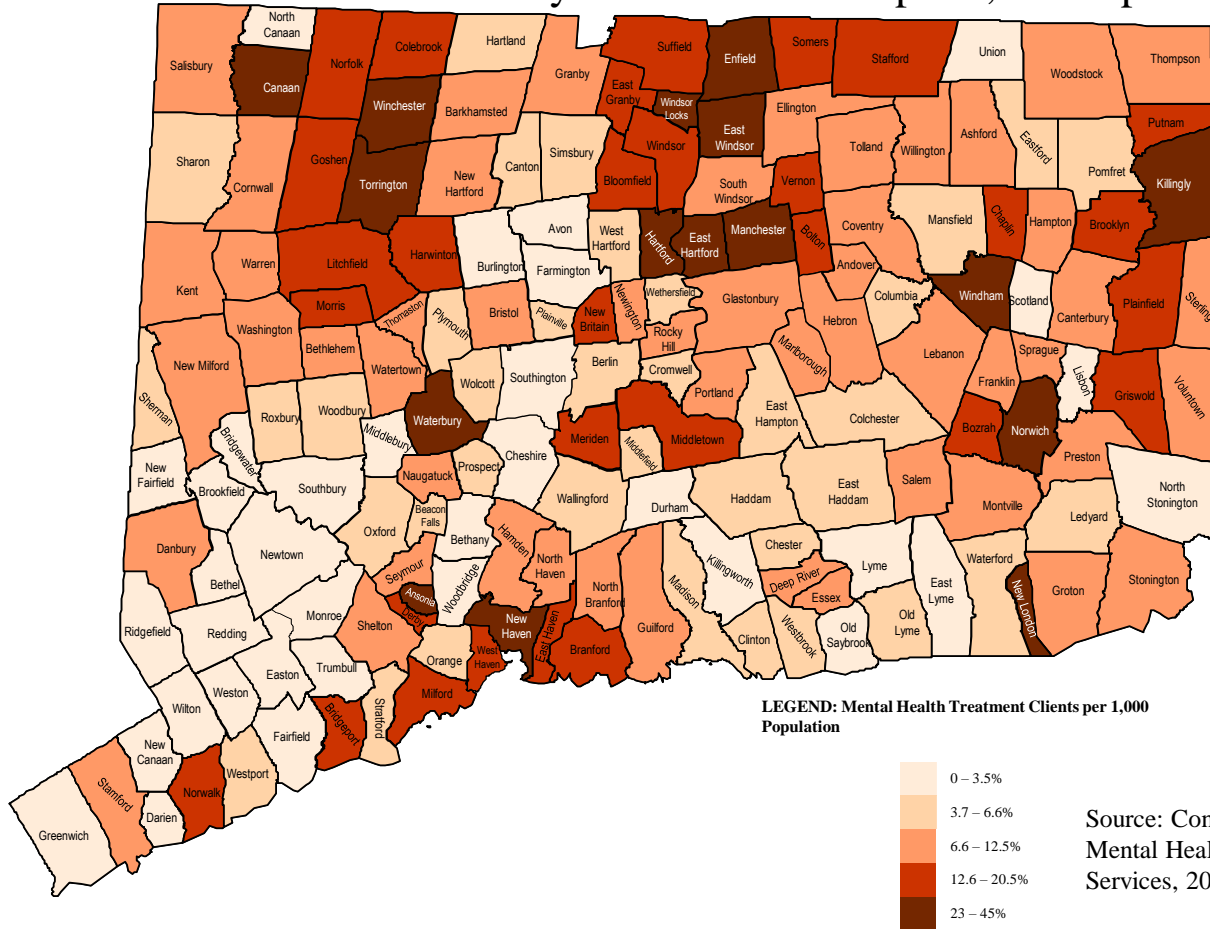 North
Canaan
Colebrook
Hartland
Suffield
Somers
Enfield
Stafford
Union
Salisbury
Norfolk
Granby
Woodstock
Thompson
Canaan
East
Granby
Winchester
Barkhamsted
Windsor
Locks
Ellington
Putnam
East
Windsor
Sharon
Goshen
Canton
Simsbury
Windsor
Tolland
Willington
Ashford
Eastford
Pomfret
Cornwall
Torrington
New
Hartford
Bloomfield
South
Windsor
Vernon
Killingly
Avon
West
Hartford
Hartford
East
Hartford
Manchester
Bolton
Coventry
Mansfield
Chaplin
Hampton
Brooklyn
Warren
Litchfield
Harwinton
Burlington
Farmington
Andover
Kent
Morris
Thomaston
Plymouth
Bristol
Plainville
New
Britain
Newington
Wethersfield
Glastonbury
Hebron
Columbia
Windham
Scotland
Canterbury
Plainfield
Sterling
Washington
Rocky
Hill
Marlborough
Bethlehem
Watertown
New Milford
Wolcott
Southington
Berlin
Cromwell
Portland
Lebanon
Sprague
Franklin
Lisbon
Griswold
Voluntown
Sherman
Roxbury
Woodbury
Waterbury
East
Hampton
Colchester
Bozrah
Norwich
Bridgewater
Middlebury
Cheshire
Meriden
Middlefield
Middletown
Preston
New
Fairfield
Brookfield
Southbury
Naugatuck
Prospect
Wallingford
Haddam
East
Haddam
Salem
Montville
North
Stonington
Durham
Ledyard
Oxford
Beacon
Falls
Bethany
Hamden
Danbury
Newtown
Bethel
Seymour
Woodbridge
North
Haven
North
Branford
Madison
Killingworth
Chester
Deep River
Essex
Lyme
East
Lyme
Waterford
New London
Groton
Stonington
Ansonia
Derby
Monroe
Shelton
Ridgefield
Redding
New
Haven
East Haven
Branford
Guilford
Clinton
Westbrook
Old
Saybrook
Old
Lyme
Orange
West
Haven
Easton
Trumbull
Weston
Wilton
Milford
Bridgeport
Stratford
Fairfield
New
Canaan
Westport
Stamford
Norwalk
Darien
Greenwich
LEGEND: Mental Health Treatment Clients per 1,000
Population
0 – 3.5%
3.7 – 6.6%
6.6 – 12.5%
12.6 – 20.5%
23 – 45%
Source: Con
Mental Heal
Services, 20